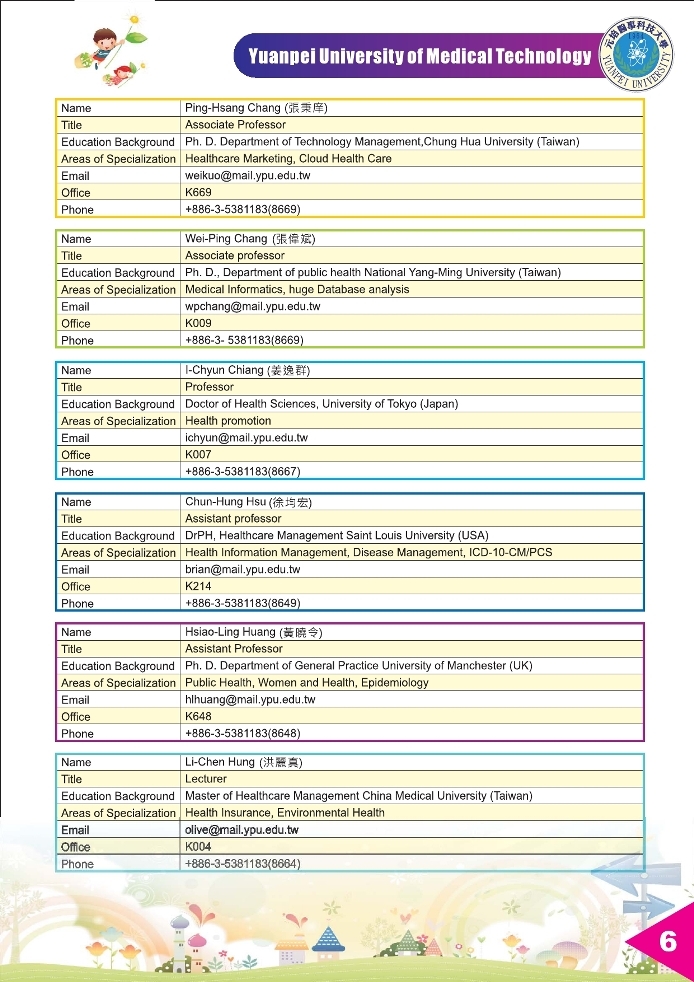 Yuanpei University of Medical Technology
元培醫事科技大學
YUANPEI UNIVERSITY
Name Ping-Hsang Chang (張秉庠)
Title Associate Professor
Education Background Ph. D. Department of Technology Management,Chung Hua University (Taiwan)
Areas of Specialization Healthcare Marketing, Cloud Health Care
Email weikuo@mail.ypu.edu.tw
Office K669
Phone +886-3-5381183(8669)
Name Wei-Ping Chang (張偉斌)
Title Associate professor
Education Background Ph. D., Department of public health National Yang-Ming University (Taiwan)
Areas of Specialization Medical Informatics, huge Database analysis
Email wpchang@mail.ypu.edu.tw
Office K009
Phone +886-3- 5381183(8669)
Name I-Chyun Chiang (姜逸群)
Title Professor
Education Background Doctor of Health Sciences, University of Tokyo (Japan)
Areas of Specialization Health promotion
Email ichyun@mail.ypu.edu.tw
Office K007
Phone +886-3-5381183(8667)
Name Chun-Hung Hsu (徐均宏)
Title Assistant professor
Education Background DrPH, Healthcare Management Saint Louis University (USA)
Areas of Specialization Health Information Management, Disease Management, ICD-10-CM/PCS
Email brian@mail.ypu.edu.tw
Office K214
Phone +886-3-5381183(8649)
Name Hsiao-Ling Huang (黃曉令)
Title Assistant Professor
Education Background Ph. D. Department of General Practice University of Manchester (UK)
Areas of Specialization Public Health, Women and Health, Epidemiology
Email hlhuang@mail.ypu.edu.tw
Office K648
Phone +886-3-5381183(8648)
Name Li-Chen Hung (洪麗真)
Title Lecturer
Education Background Master of Healthcare Management China Medical University (Taiwan)
Areas of Specialization Health Insurance, Environmental Health
Email olive@mail.ypu.edu.tw
Office K004
Phone +886-3-5381183(8664)
6